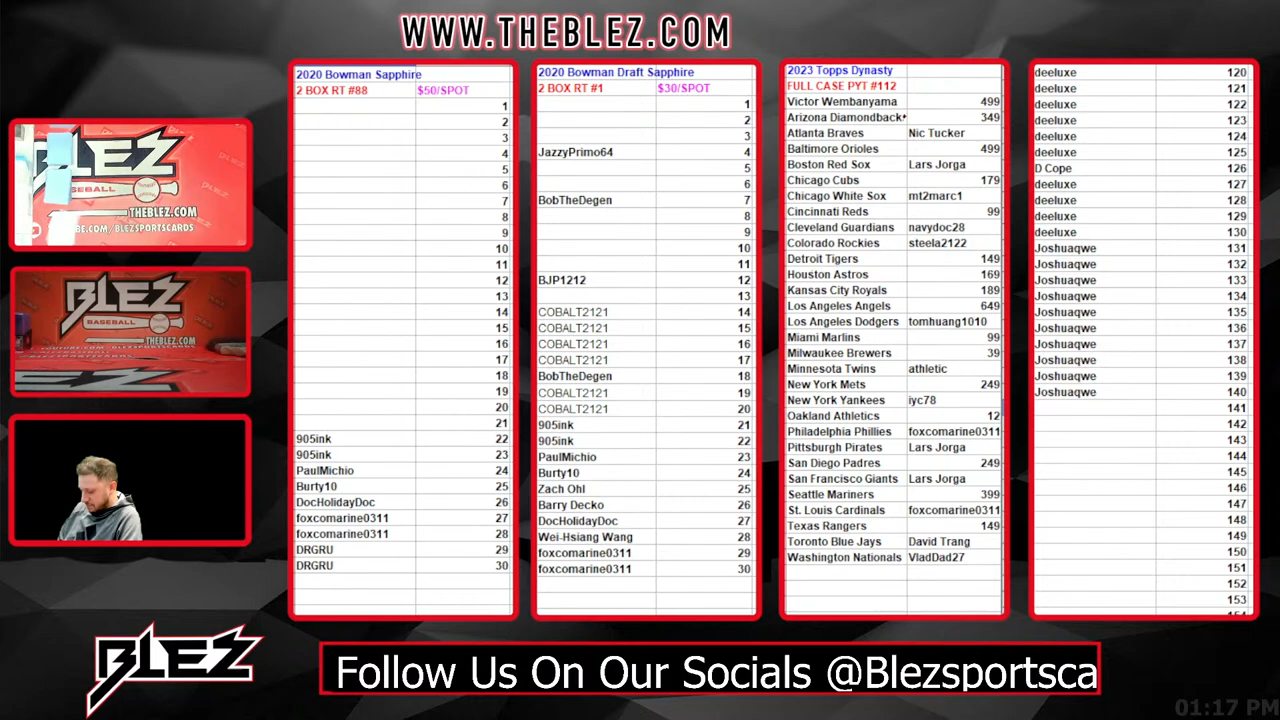 WWW.THEBLEZ.COM
BLEZ
BASEBALL
THEBLEZ.COM
BE.COM/BLEZSPORTSCARDS
BLEZ
BASEBALL
THEBLEZ.COM
BLEZ
2020 Bowman Sapphire
2 BOX RT #88 $50/SPOT
1
2
3
4
5
6
7
8
9
10
11
12
13
14
15
16
17
18
19
20
21
905ink 22
905ink 23
PaulMichio 24
Burty10 25
DocHolidayDoc 26
foxcomarine0311 27
foxcomarine0311 28
DRGRU 29
DRGRU 30
2020 Bowman Draft Sapphire
2 BOX RT #1 $30/SPOT
1
2
3
JazzyPrimo64 4
5
6
BobTheDegen 7
8
9
10
11
BJP1212 12
13
COBALT2121 14
COBALT2121 15
COBALT2121 16
COBALT2121 17
BobTheDegen 18
COBALT2121 19
COBALT2121 20
905ink 21
905ink 22
PaulMichio 23
Burty10 24
Zach Ohl 25
Barry Decko 26
DocHolidayDoc 27
Wei-Hsiang Wang 28
foxcomarine0311 29
foxcomarine0311 30
2023 Topps Dynasty
FULL CASE PYT #112
Victor Wembanyama 499
Arizona Diamondback 349
Atlanta Braves Nic Tucker
Baltimore Orioles 499
Boston Red Sox Lars Jorga
Chicago Cubs 179
Chicago White Sox mt2marc1
Cincinnati Reds 99
Cleveland Guardians navydoc28
Colorado Rockies steela2122
Detroit Tigers 149
Houston Astros 169
Kansas City Royals 189
Los Angeles Angels 649
Los Angeles Dodgers tomhuang1010
Miami Marlins 99
Milwaukee Brewers 39
Minnesota Twins athletic
New York Mets 249
New York Yankees iyc78
Oakland Athletics 12
Philadelphia Phillies foxcomarine0311
Pittsburgh Pirates Lars Jorga
San Diego Padres 249
San Francisco Giants Lars Jorga
Seattle Mariners 399
St. Louis Cardinals foxcomarine0311
Texas Rangers 149
Toronto Blue Jays David Trang
Washington Nationals VladDad27
deeluxe 120
deeluxe 121
deeluxe 122
deeluxe 123
deeluxe 124
deeluxe 125
D Cope 126
deeluxe 127
deeluxe 128
deeluxe 129
deeluxe 130
Joshuaqwe 131
Joshuaqwe 132
Joshuaqwe 133
Joshuaqwe 134
Joshuaqwe 135
Joshuaqwe 136
Joshuaqwe 137
Joshuaqwe 138
Joshuaqwe 139
Joshuaqwe 140
141
142
143
144
145
146
147
148
149
150
151
152
153
Follow Us On Our Socials @Blezsportsca
01:17 PM